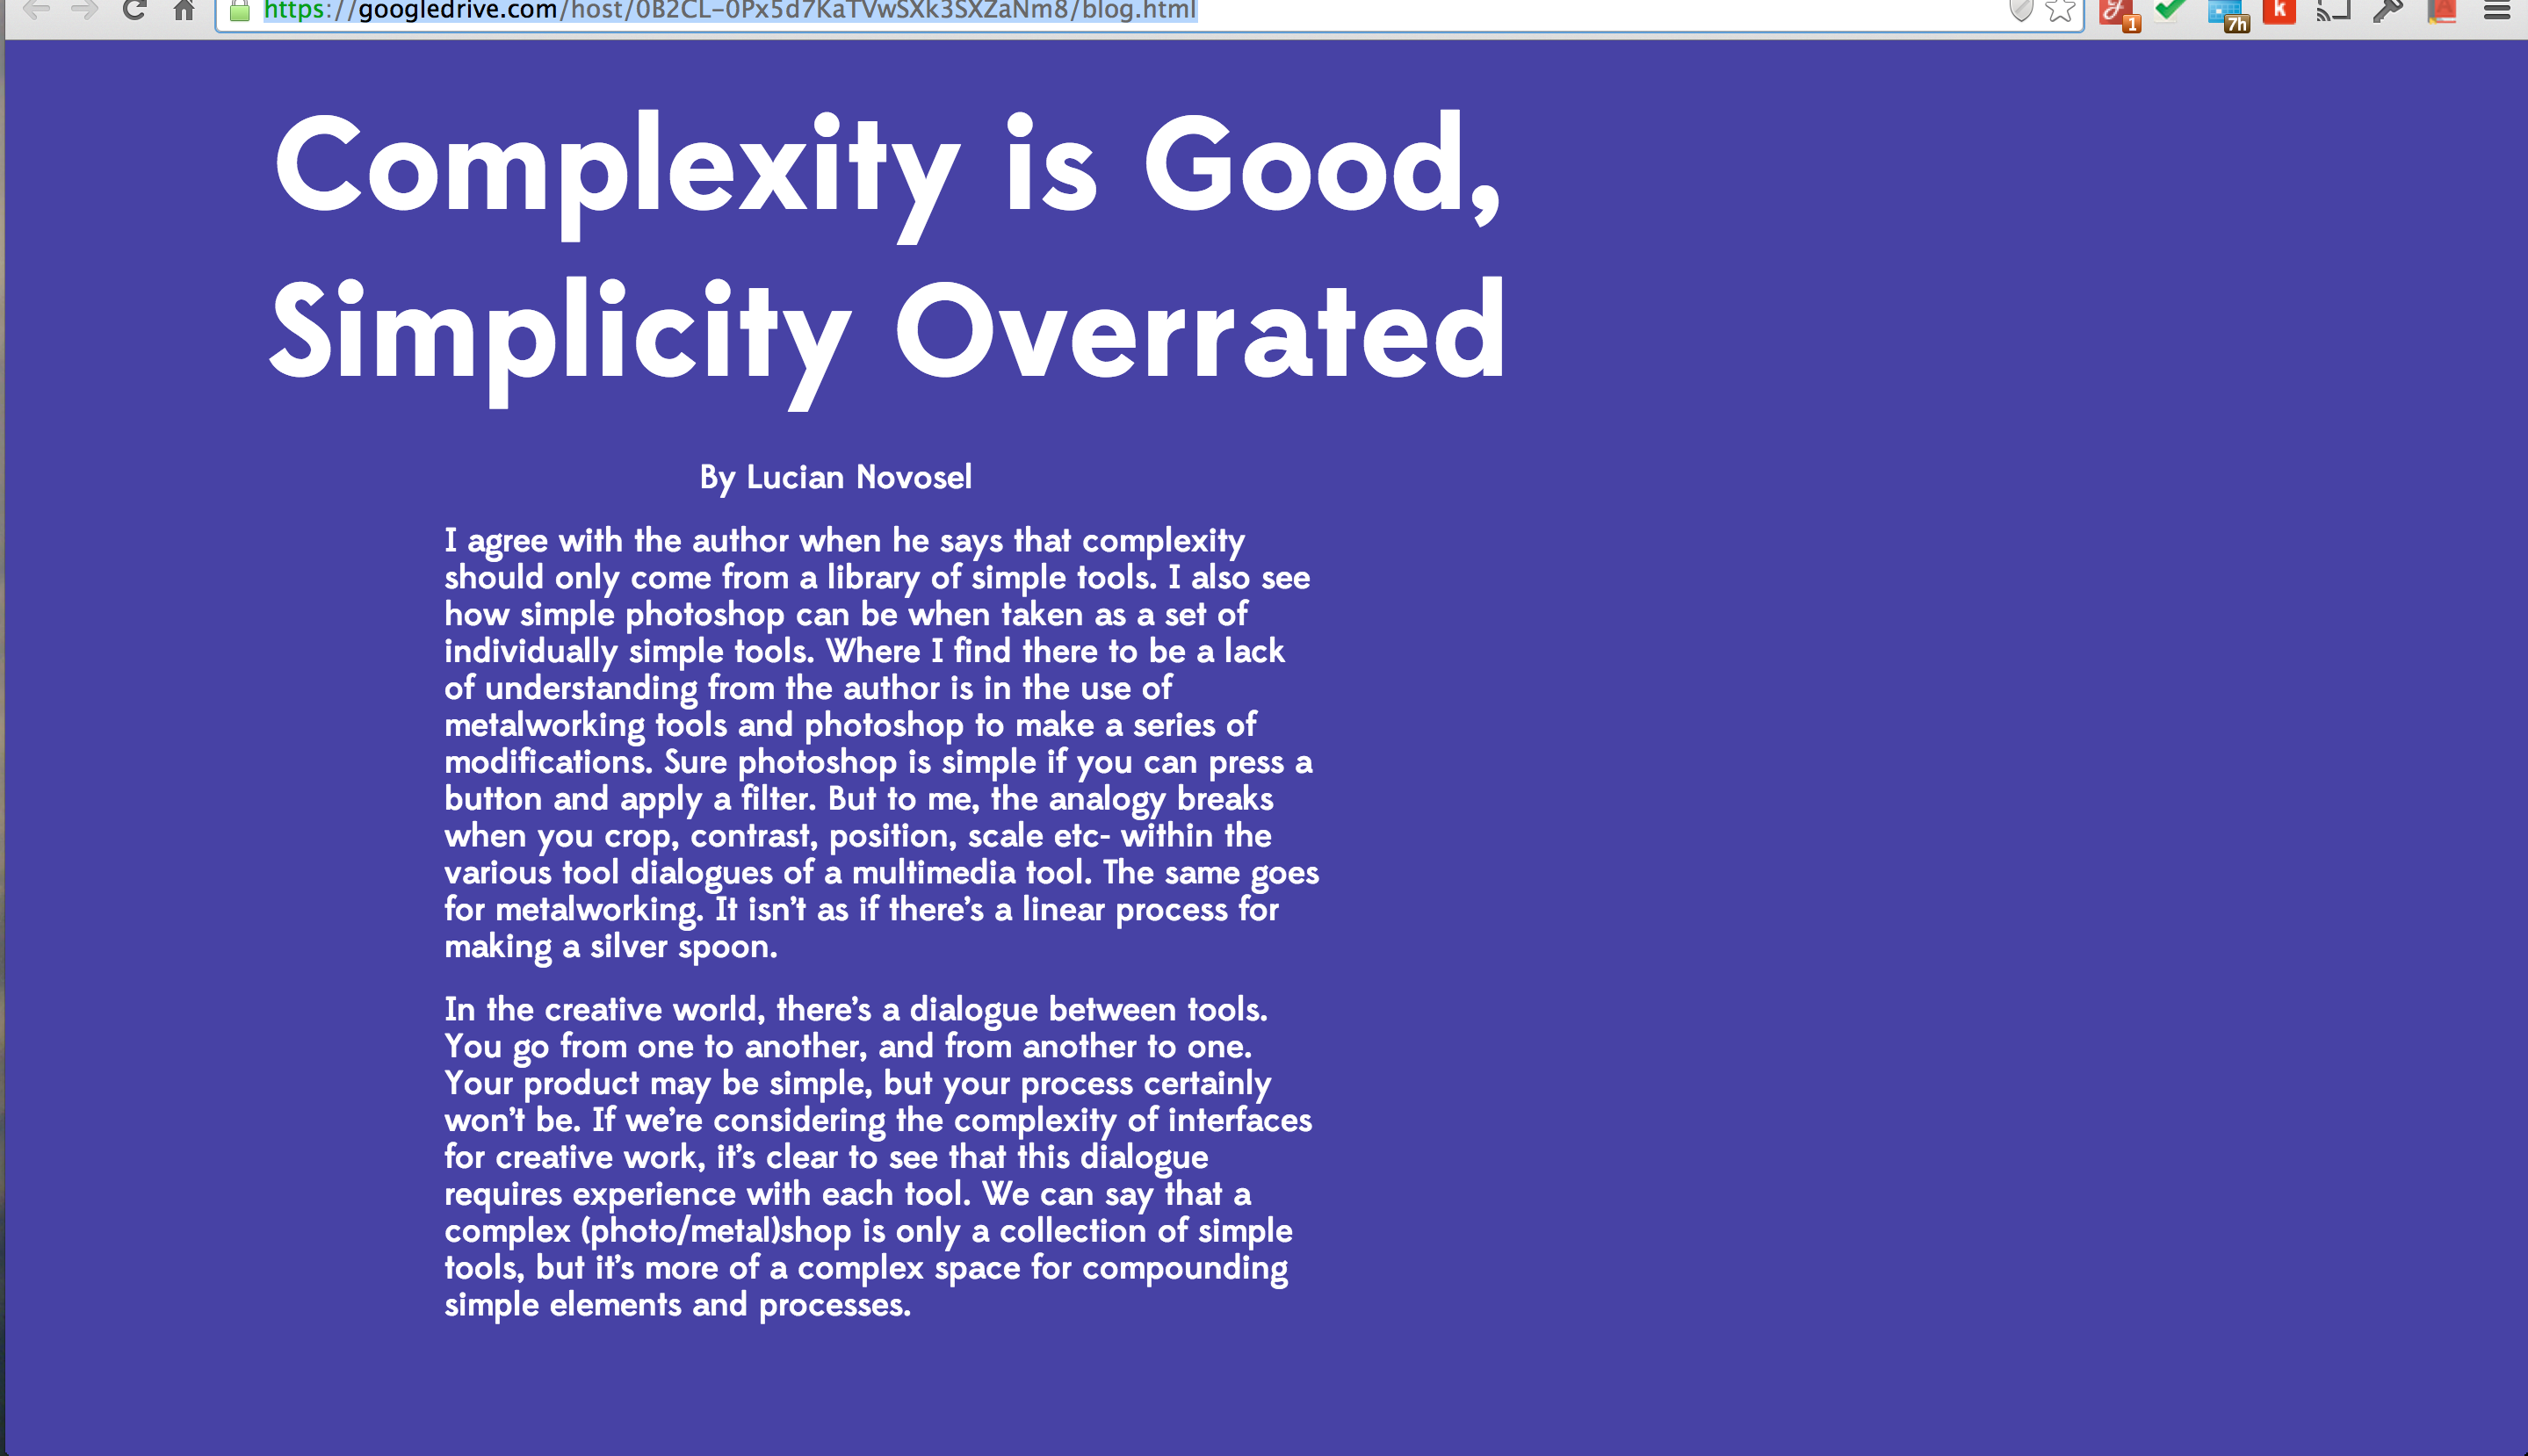 https://googledrive.com/host/0B2CL-0Px5d7KaTVwSXk3SXZaNm8/blog.html
1
7h
k
Complexity is Good,
Simplicity Overrated
By Lucian Novosel
I agree with the author when he says that complexity
should only come from a library of simple tools. I also see
how simple photoshop can be when taken as a set of
individually simple tools. Where I find there to be a lack
of understanding from the author is in the use of
metalworking tools and photoshop to make a series of
modifications. Sure photoshop is simple if you can press a
button and apply a filter. But to me, the analogy breaks
when you crop, contrast, position, scale etc- within the
various tool dialogues of a multimedia tool. The same goes
for metalworking. It isn't as if there's a linear process for
making a silver spoon.
In the creative world, there's a dialogue between tools.
You go from one to another, and from another to one.
Your product may be simple, but your process certainly
won't be. If we're considering the complexity of interfaces
for creative work, it's clear to see that this dialogue
requires experience with each tool. We can say that a
complex (photo/metal)shop is only a collection of simple
tools, but it's more of a complex space for compounding
simple elements and processes.